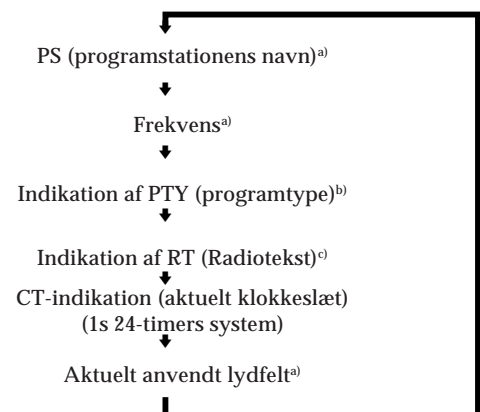 PS (programstationens navn)a)
Frekvensa)
Indikation af PTY (programtype)b)
Indikation af RT (Radiotekst)c)
CT-indikation (aktuelt klokkeslæt)
(1s 24-timers system)
Aktuelt anvendt lydfelta)